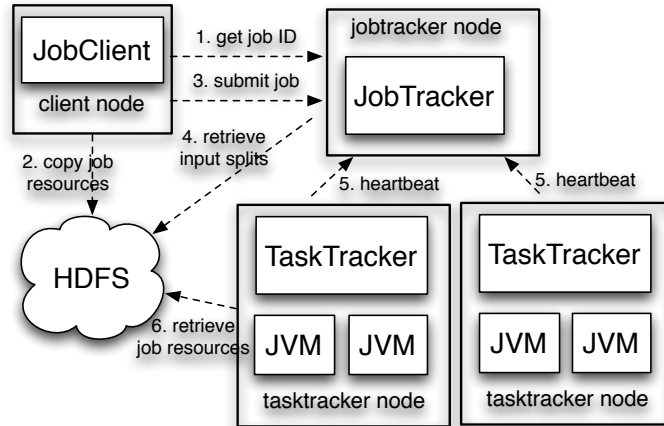 JobClient
client node
1. get job ID
3. submit job
jobtracker node
JobTracker
2. copy job
resources
4. retrieve
input splits
5. heartbeat
5. heartbeat
HDFS
6. retrieve
job resources
TaskTracker
JVM
JVM
tasktracker node
TaskTracker
JVM
JVM
tasktracker node